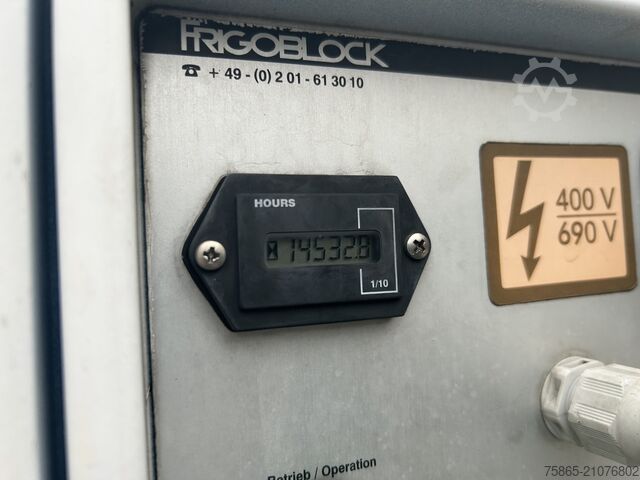 FRIGOBLOCK
☎ + 49 - (0) 2 01 - 61 30 10
HOURS
14532.8
1/10
400 V
690 V
Betrieb / Operation
75865-21076802